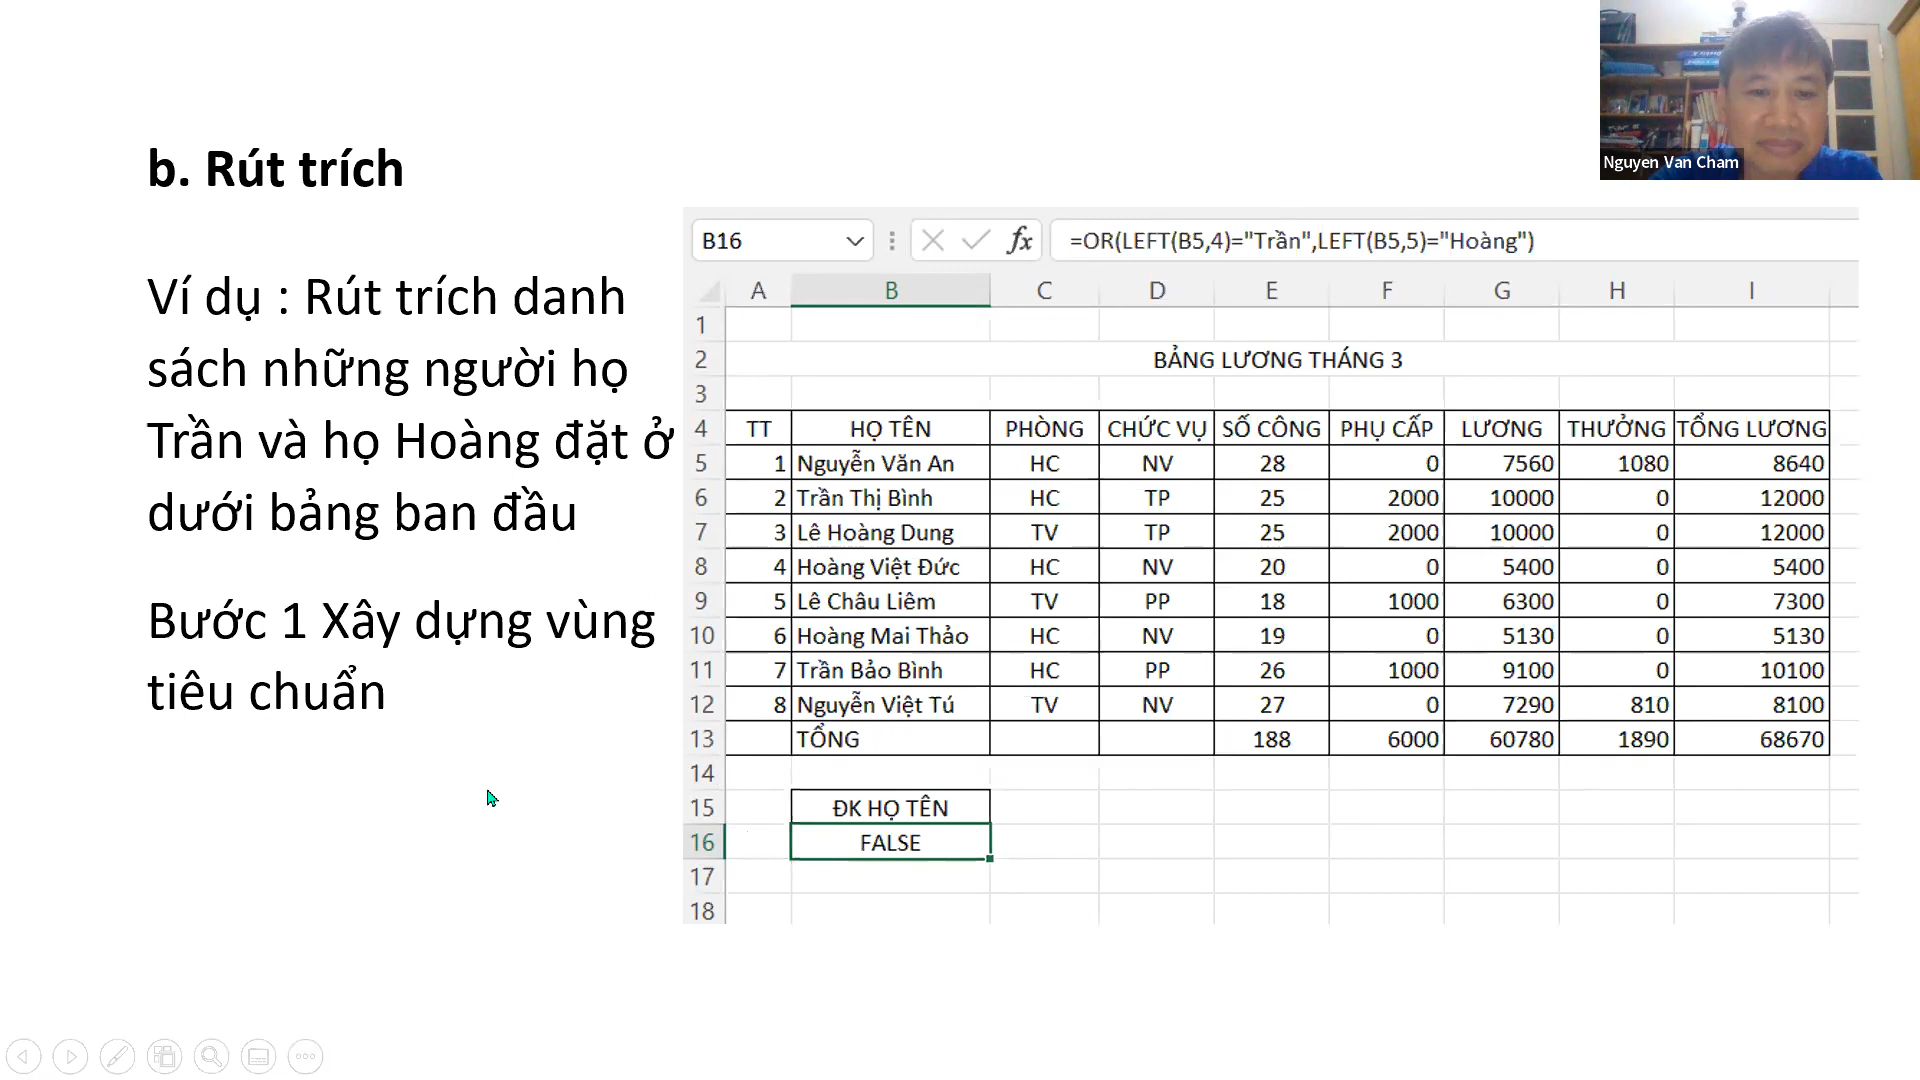 Nguyen Van Cham
b. Rút trích
Ví dụ : Rút trích danh
sách những người họ
Trần và họ Hoàng đặt ở
dưới bảng ban đầu
Bước 1 Xây dựng vùng
tiêu chuẩn
B16 fx =OR(LEFT(B5,4)="Trần",LEFT(B5,5)="Hoàng")
A B C D E F G H I
1
2 BẢNG LƯƠNG THÁNG 3
3
4 TT HỌ TÊN PHÒNG CHỨC VỤ SỐ CÔNG PHỤ CẤP LƯƠNG THƯỞNG TỔNG LƯƠNG
5 1 Nguyễn Văn An HC NV 28 0 7560 1080 8640
6 2 Trần Thị Bình HC TP 25 2000 10000 0 12000
7 3 Lê Hoàng Dung TV TP 25 2000 10000 0 12000
8 4 Hoàng Việt Đức HC NV 20 0 5400 0 5400
9 5 Lê Châu Liêm TV PP 18 1000 6300 0 7300
10 6 Hoàng Mai Thảo HC NV 19 0 5130 0 5130
11 7 Trần Bảo Bình HC PP 26 1000 9100 0 10100
12 8 Nguyễn Việt Tú TV NV 27 0 7290 810 8100
13 TỔNG 188 6000 60780 1890 68670
14
15 ĐK HỌ TÊN
16 FALSE
17
18